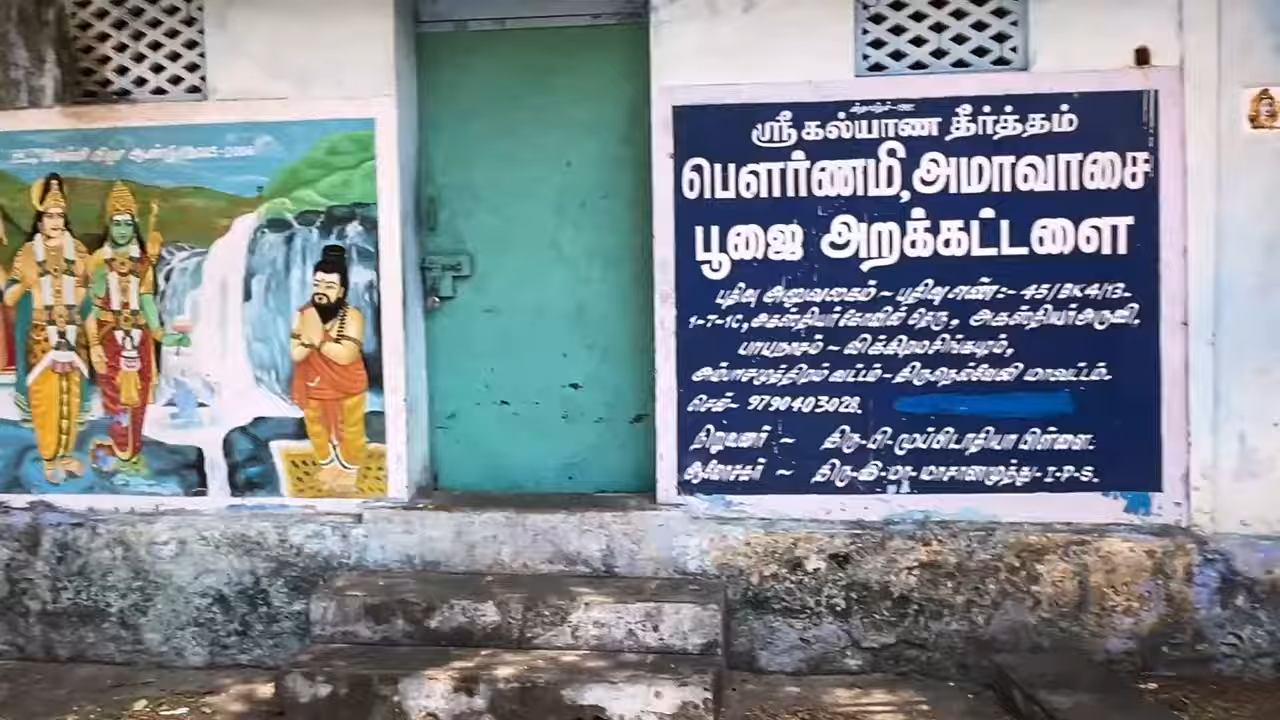 ஸ்ரீ கல்யாண தீர்த்தம்
பௌர்ணமி, அமாவாசை
பூஜை அறக்கட்டளை
பதிவு அலுவலகம் ~ பதிவு எண்:- 45/BK4/13-
1-7-1C, அகஸ்தியர் கோவில் தெரு, அகஸ்தியர் அருவி,
பாபநாசம் ~ விக்கிரமசிங்கபுரம்,
அம்பாசமுத்திரம் வட்டம் - திருநெல்வேலி மாவட்டம்.
செல்- 9790403028.
நிறுவனர் ~ திரு-பி-முப்பிடாதியா பிள்ளை.
ஆலோசகர் ~ திரு-இ-மா-மாசானமுத்து-I-P-S.